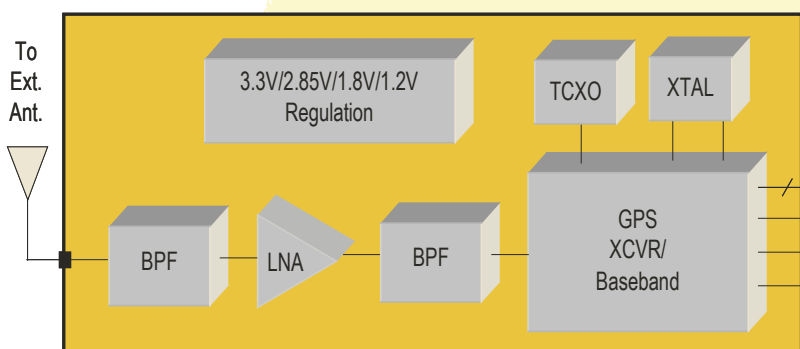 To
Ext.
Ant.
3.3V/2.85V/1.8V/1.2V
Regulation
TCXO
XTAL
BPF
LNA
BPF
GPS
XCVR/
Baseband